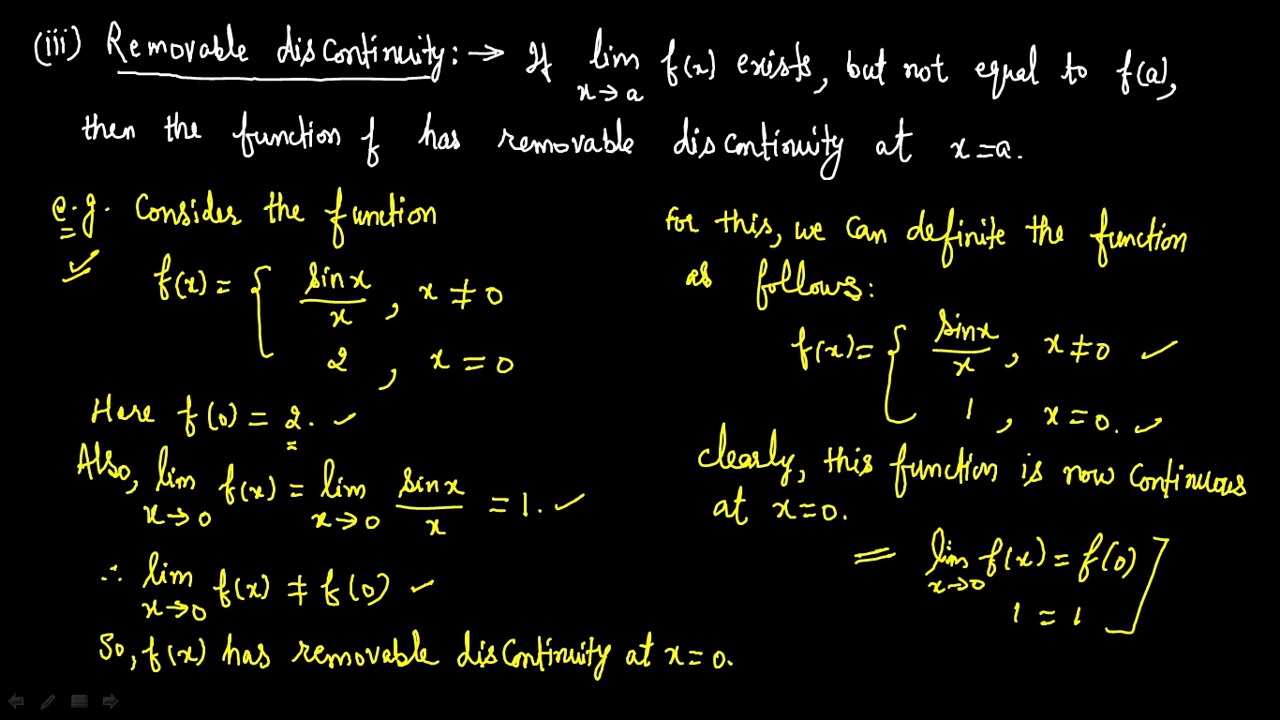 (iii) Removable discontinuity: → If lim x→a f(x) exists, but not equal to f(a),
then the function f has removable discontinuity at x=a.
e.g. Consider the function
f(x) = { sinx/x , x ≠ 0
2 , x = 0
Here f(0) = 2. ✓
Also, lim x→0 f(x) = lim x→0 sinx/x = 1. ✓
∴ lim x→0 f(x) ≠ f(0) ✓
So, f(x) has removable discontinuity at x=0.
For this, we can definite the function
as follows:
f(x) = { sinx/x , x ≠ 0 ✓
1 , x = 0. ✓
clearly, this function is now continuous
at x=0.
= lim x→0 f(x) = f(0)
1 = 1 ]